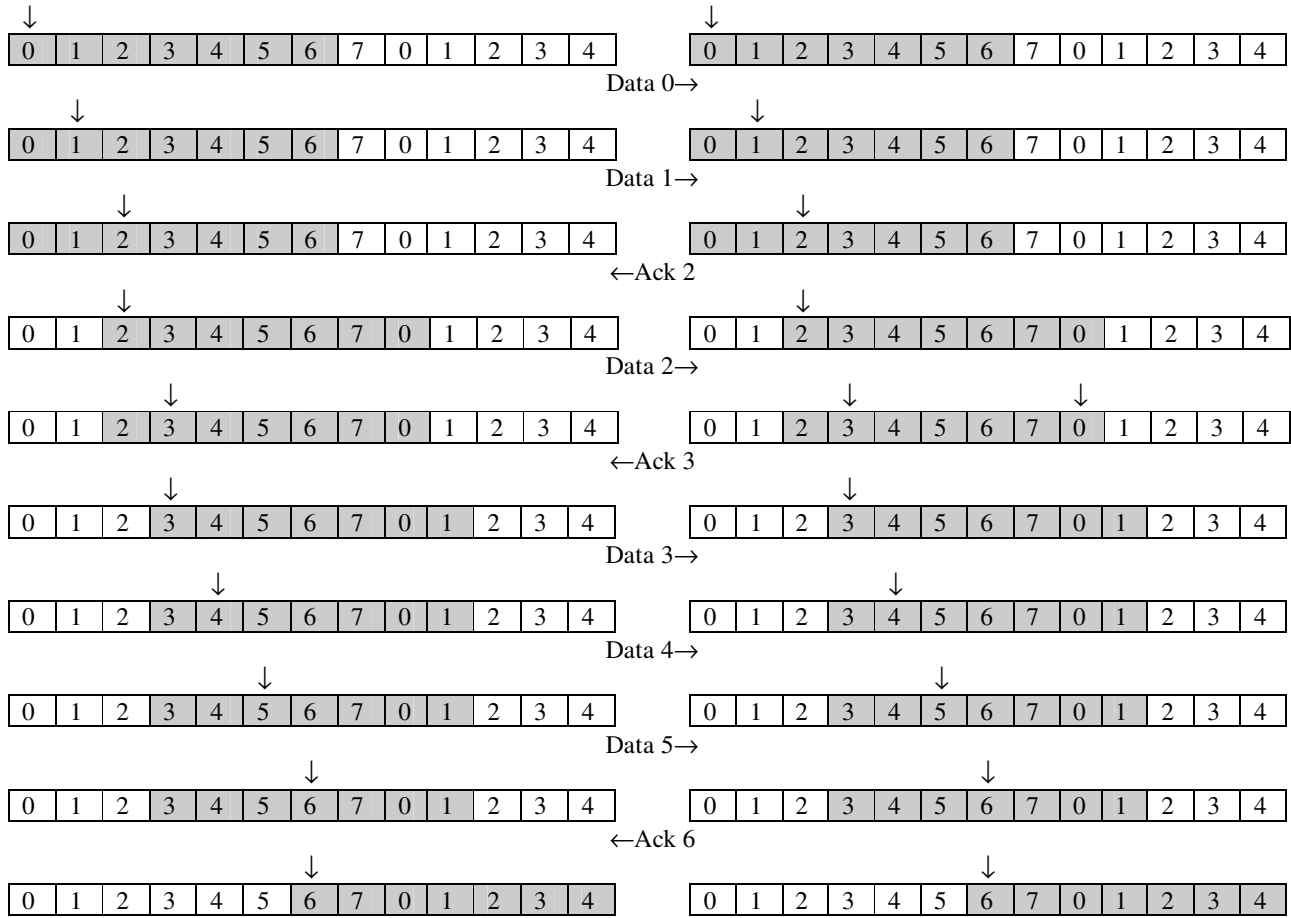 ↓ ↓
0 1 2 3 4 5 6 7 0 1 2 3 4 0 1 2 3 4 5 6 7 0 1 2 3 4
Data 0→
↓ ↓
0 1 2 3 4 5 6 7 0 1 2 3 4 0 1 2 3 4 5 6 7 0 1 2 3 4
Data 1→
↓ ↓
0 1 2 3 4 5 6 7 0 1 2 3 4 0 1 2 3 4 5 6 7 0 1 2 3 4
←Ack 2
↓ ↓
0 1 2 3 4 5 6 7 0 1 2 3 4 0 1 2 3 4 5 6 7 0 1 2 3 4
Data 2→
↓ ↓ ↓
0 1 2 3 4 5 6 7 0 1 2 3 4 0 1 2 3 4 5 6 7 0 1 2 3 4
←Ack 3
↓ ↓
0 1 2 3 4 5 6 7 0 1 2 3 4 0 1 2 3 4 5 6 7 0 1 2 3 4
Data 3→
↓ ↓
0 1 2 3 4 5 6 7 0 1 2 3 4 0 1 2 3 4 5 6 7 0 1 2 3 4
Data 4→
↓ ↓
0 1 2 3 4 5 6 7 0 1 2 3 4 0 1 2 3 4 5 6 7 0 1 2 3 4
Data 5→
↓ ↓
0 1 2 3 4 5 6 7 0 1 2 3 4 0 1 2 3 4 5 6 7 0 1 2 3 4
←Ack 6
↓ ↓
0 1 2 3 4 5 6 7 0 1 2 3 4 0 1 2 3 4 5 6 7 0 1 2 3 4